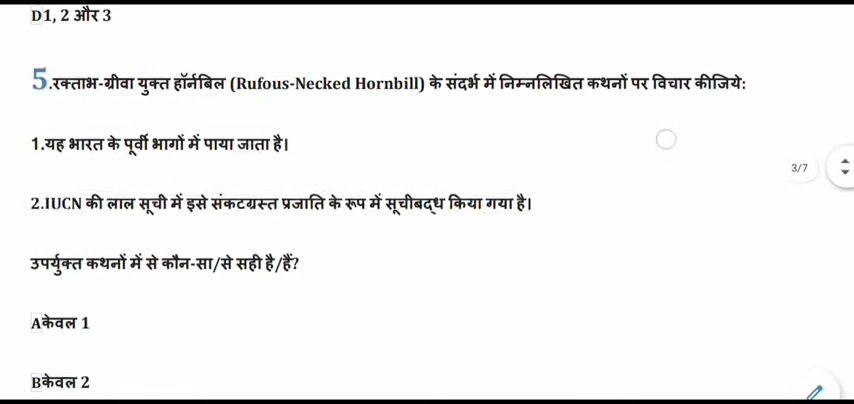 D1, 2 और 3
5.रक्ताभ-ग्रीवा युक्त हॉर्नबिल (Rufous-Necked Hornbill) के संदर्भ में निम्नलिखित कथनों पर विचार कीजिये:
1.यह भारत के पूर्वी भागों में पाया जाता है।
3/7
2.IUCN की लाल सूची में इसे संकटग्रस्त प्रजाति के रूप में सूचीबद्ध किया गया है।
उपर्युक्त कथनों में से कौन-सा/से सही है/हैं?
Aकेवल 1
Bकेवल 2